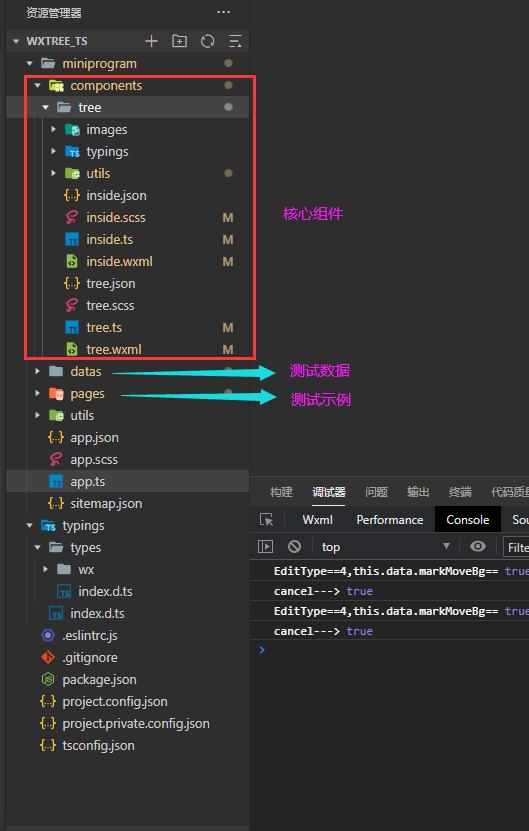 资源管理器
WXTREE_TS
miniprogram
components
tree
images
typings
utils
inside.json
inside.scss M
inside.ts M
inside.wxml M
tree.json
tree.scss
tree.ts M
tree.wxml M
核心组件
datas
测试数据
pages
测试示例
utils
app.json
app.scss
app.ts
sitemap.json
typings
types
wx
index.d.ts
index.d.ts
.eslintrc.js
.gitignore
package.json
project.config.json
project.private.config.json
tsconfig.json
构建 调试器 问题 输出 终端 代码质
Wxml Performance Console Sou
top Filte
EditType==4,this.data.markMoveBg== true
cancel---> true
EditType==4,this.data.markMoveBg== true
cancel---> true
>